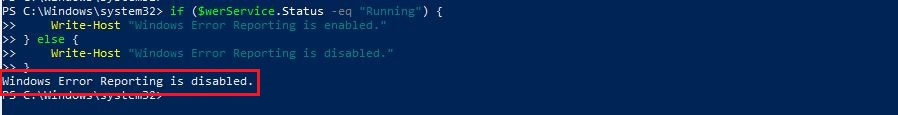 PS C:\Windows\system32> if ($werService.Status -eq "Running") {
>>     Write-Host "Windows Error Reporting is enabled."
>> } else {
>>     Write-Host "Windows Error Reporting is disabled."
>> }
Windows Error Reporting is disabled.
PS C:\Windows\system32>